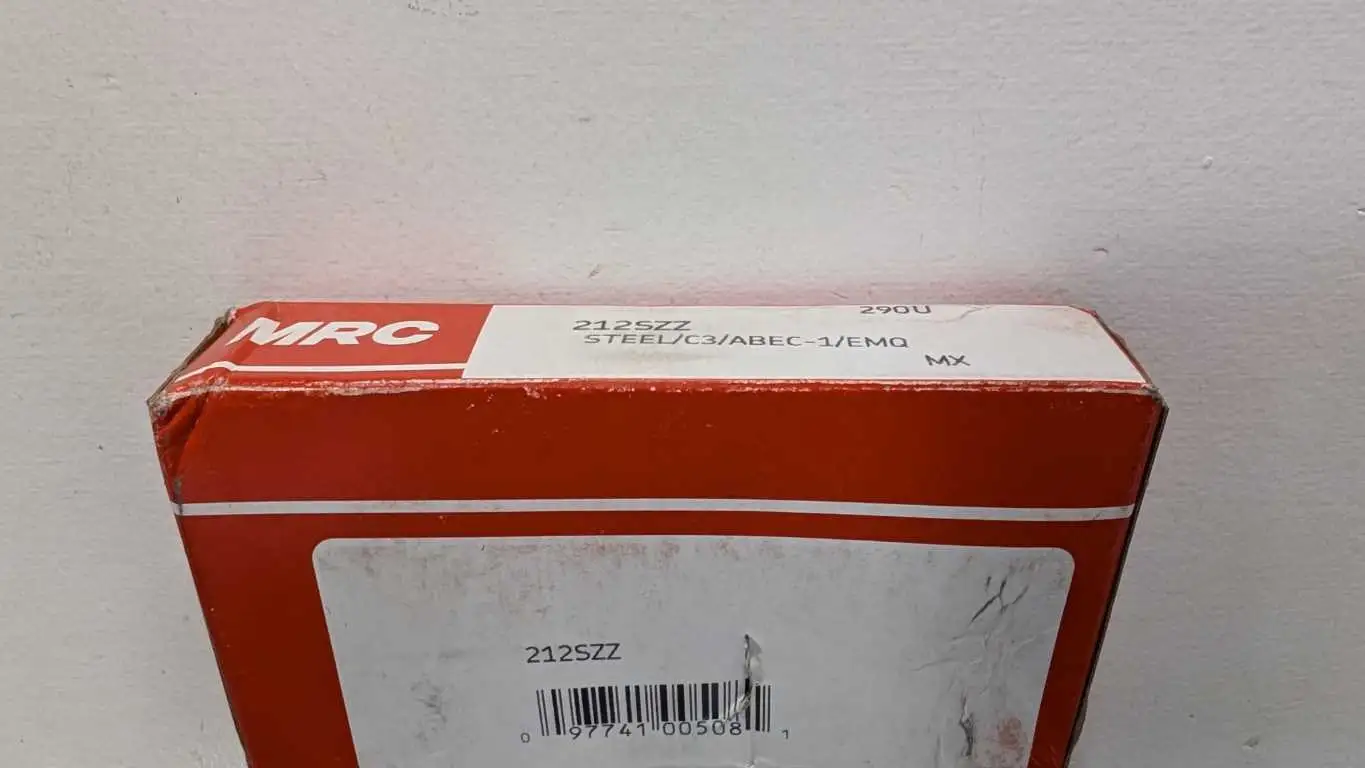 MRC
290U
212SZZ
STEEL/C3/ABEC-1/EMQ
MX
212SZZ
0 97741 00508 1